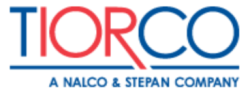 TIORCO
A NALCO & STEPAN COMPANY